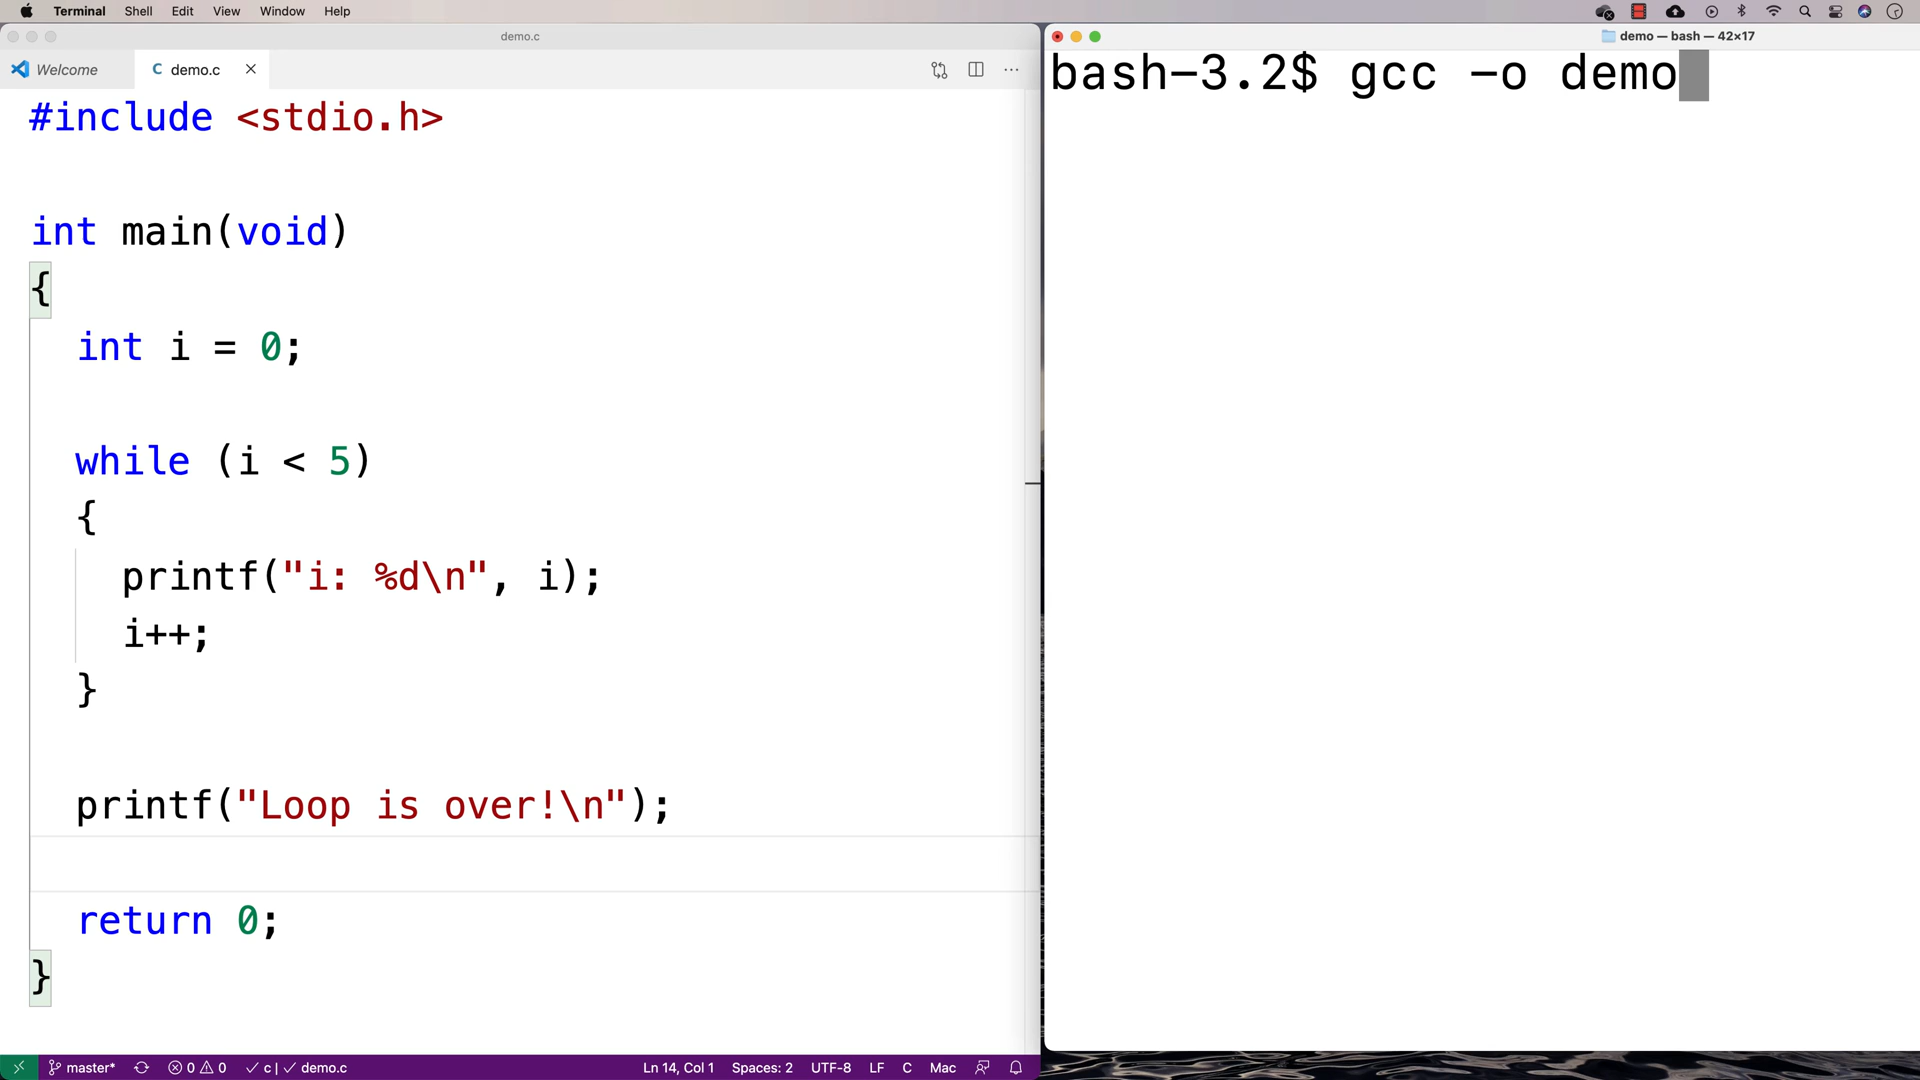 Terminal Shell Edit View Window Help
demo.c
Welcome
C demo.c
#include <stdio.h>
int main(void)
{
int i = 0;
while (i < 5)
{
printf("i: %d\n", i);
i++;
}
printf("Loop is over!\n");
return 0;
}
master* 0 0 c | demo.c Ln 14, Col 1 Spaces: 2 UTF-8 LF C Mac
demo — bash — 42×17
bash-3.2$ gcc -o demo